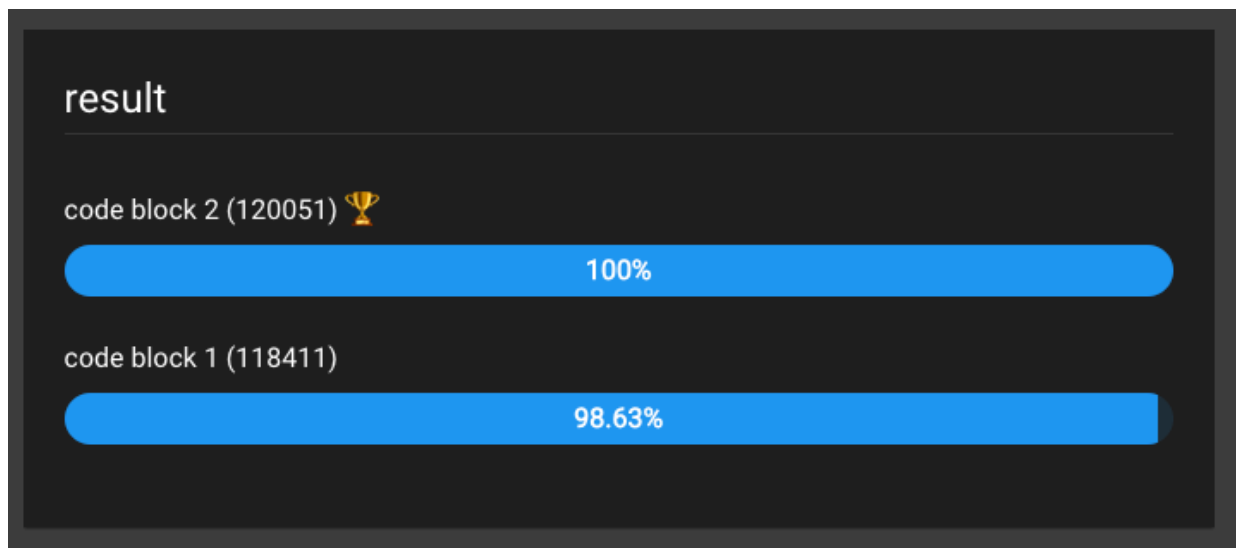 result
code block 2 (120051) 🏆
100%
code block 1 (118411)
98.63%